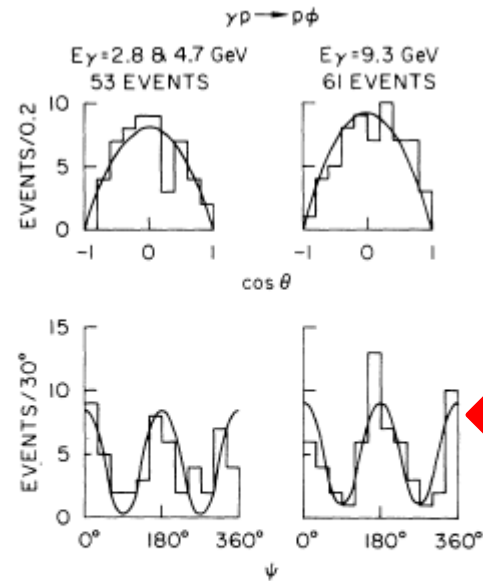 γp → pφ
Eγ=2.8 & 4.7 GeV
53 EVENTS
Eγ=9.3 GeV
61 EVENTS
EVENTS/0.2
10
5
0
-1 0 1
-1 0 1
cos θ
EVENTS/30°
15
10
5
0
0° 180° 360°
0° 180° 360°
ψ